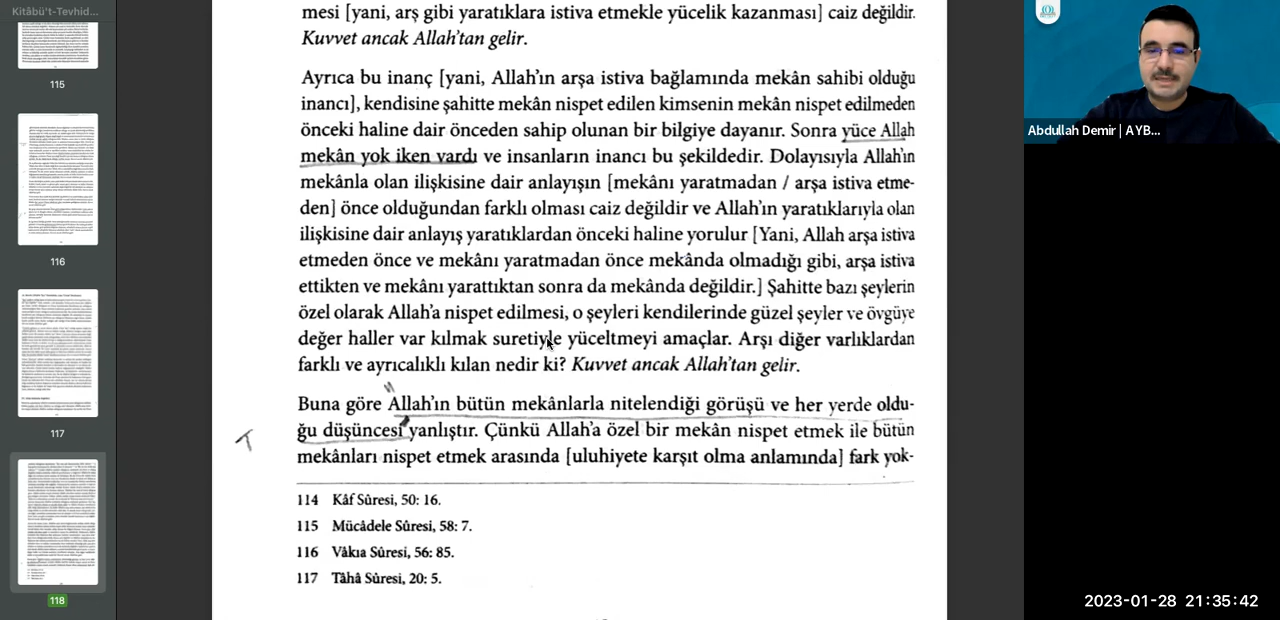 Kitâbü't-Tevhid...
115
116
117
118
mesi [yani, arş gibi varlıklara istiva etmekle yüceltme sunması] caiz değildir.
Kuvvet ancak Allah'tan gelir.
Ayrıca bu inanç [yani, Allah'ın arşa istiva bağlamında mekân sahibi olduğu
inancı], kendisine şahitte mekân nispet edilen kimsenin mekân nispet edilmeden
önceki haline dair önceden sahip olunan bir bilgiye dayanır. Sonra yüce Allah
mekân yokken vardı. İnsanların inancı bu şekildedir. Dolayısıyla Allah'ın
mekânla olan ilişkisine dair anlayışın [mekânı yaratmadan ve arşa istiva etme-
den] önce olduğundan farklı olması caiz değildir ve Allah'ın yaratıklarıyla olan
ilişkisine dair anlayış yaratıklardan önceki haline yorulur [Yani, Allah arşa istiva
etmeden önce ve mekânı yaratmadan önce mekânda olmadığı gibi, arşa istiva
ettikten ve mekânı yarattıktan sonra da mekânda değildir.] Şahitte bazı şeylerin
özel olarak Allah'a nispet edilmesi, o şeyleri kendilerinde güzel şeyler ve övgüye
değer haller var kılınması yönüyle yüceltmeyi amaçlar. Arşı diğer varlıklardan
farklı ve ayrıcalıklı kılan nedir ki? Kuvvet ancak Allah'tan gelir.
Buna göre Allah'ın bütün mekânlarla nitelendiği görüşü ve her yerde oldu-
ğu düşüncesi yanlıştır. Çünkü Allah'a özel bir mekân nispet etmek ile bütün
mekânları nispet etmek arasında [uluhiyete karşıt olma anlamında] fark yok-
114 Kâf Sûresi, 50: 16.
115 Mücâdele Sûresi, 58: 7.
116 Vakıa Sûresi, 56: 85.
117 Tâhâ Sûresi, 20: 5.
Abdullah Demir | AYB...
2023-01-28 21:35:42